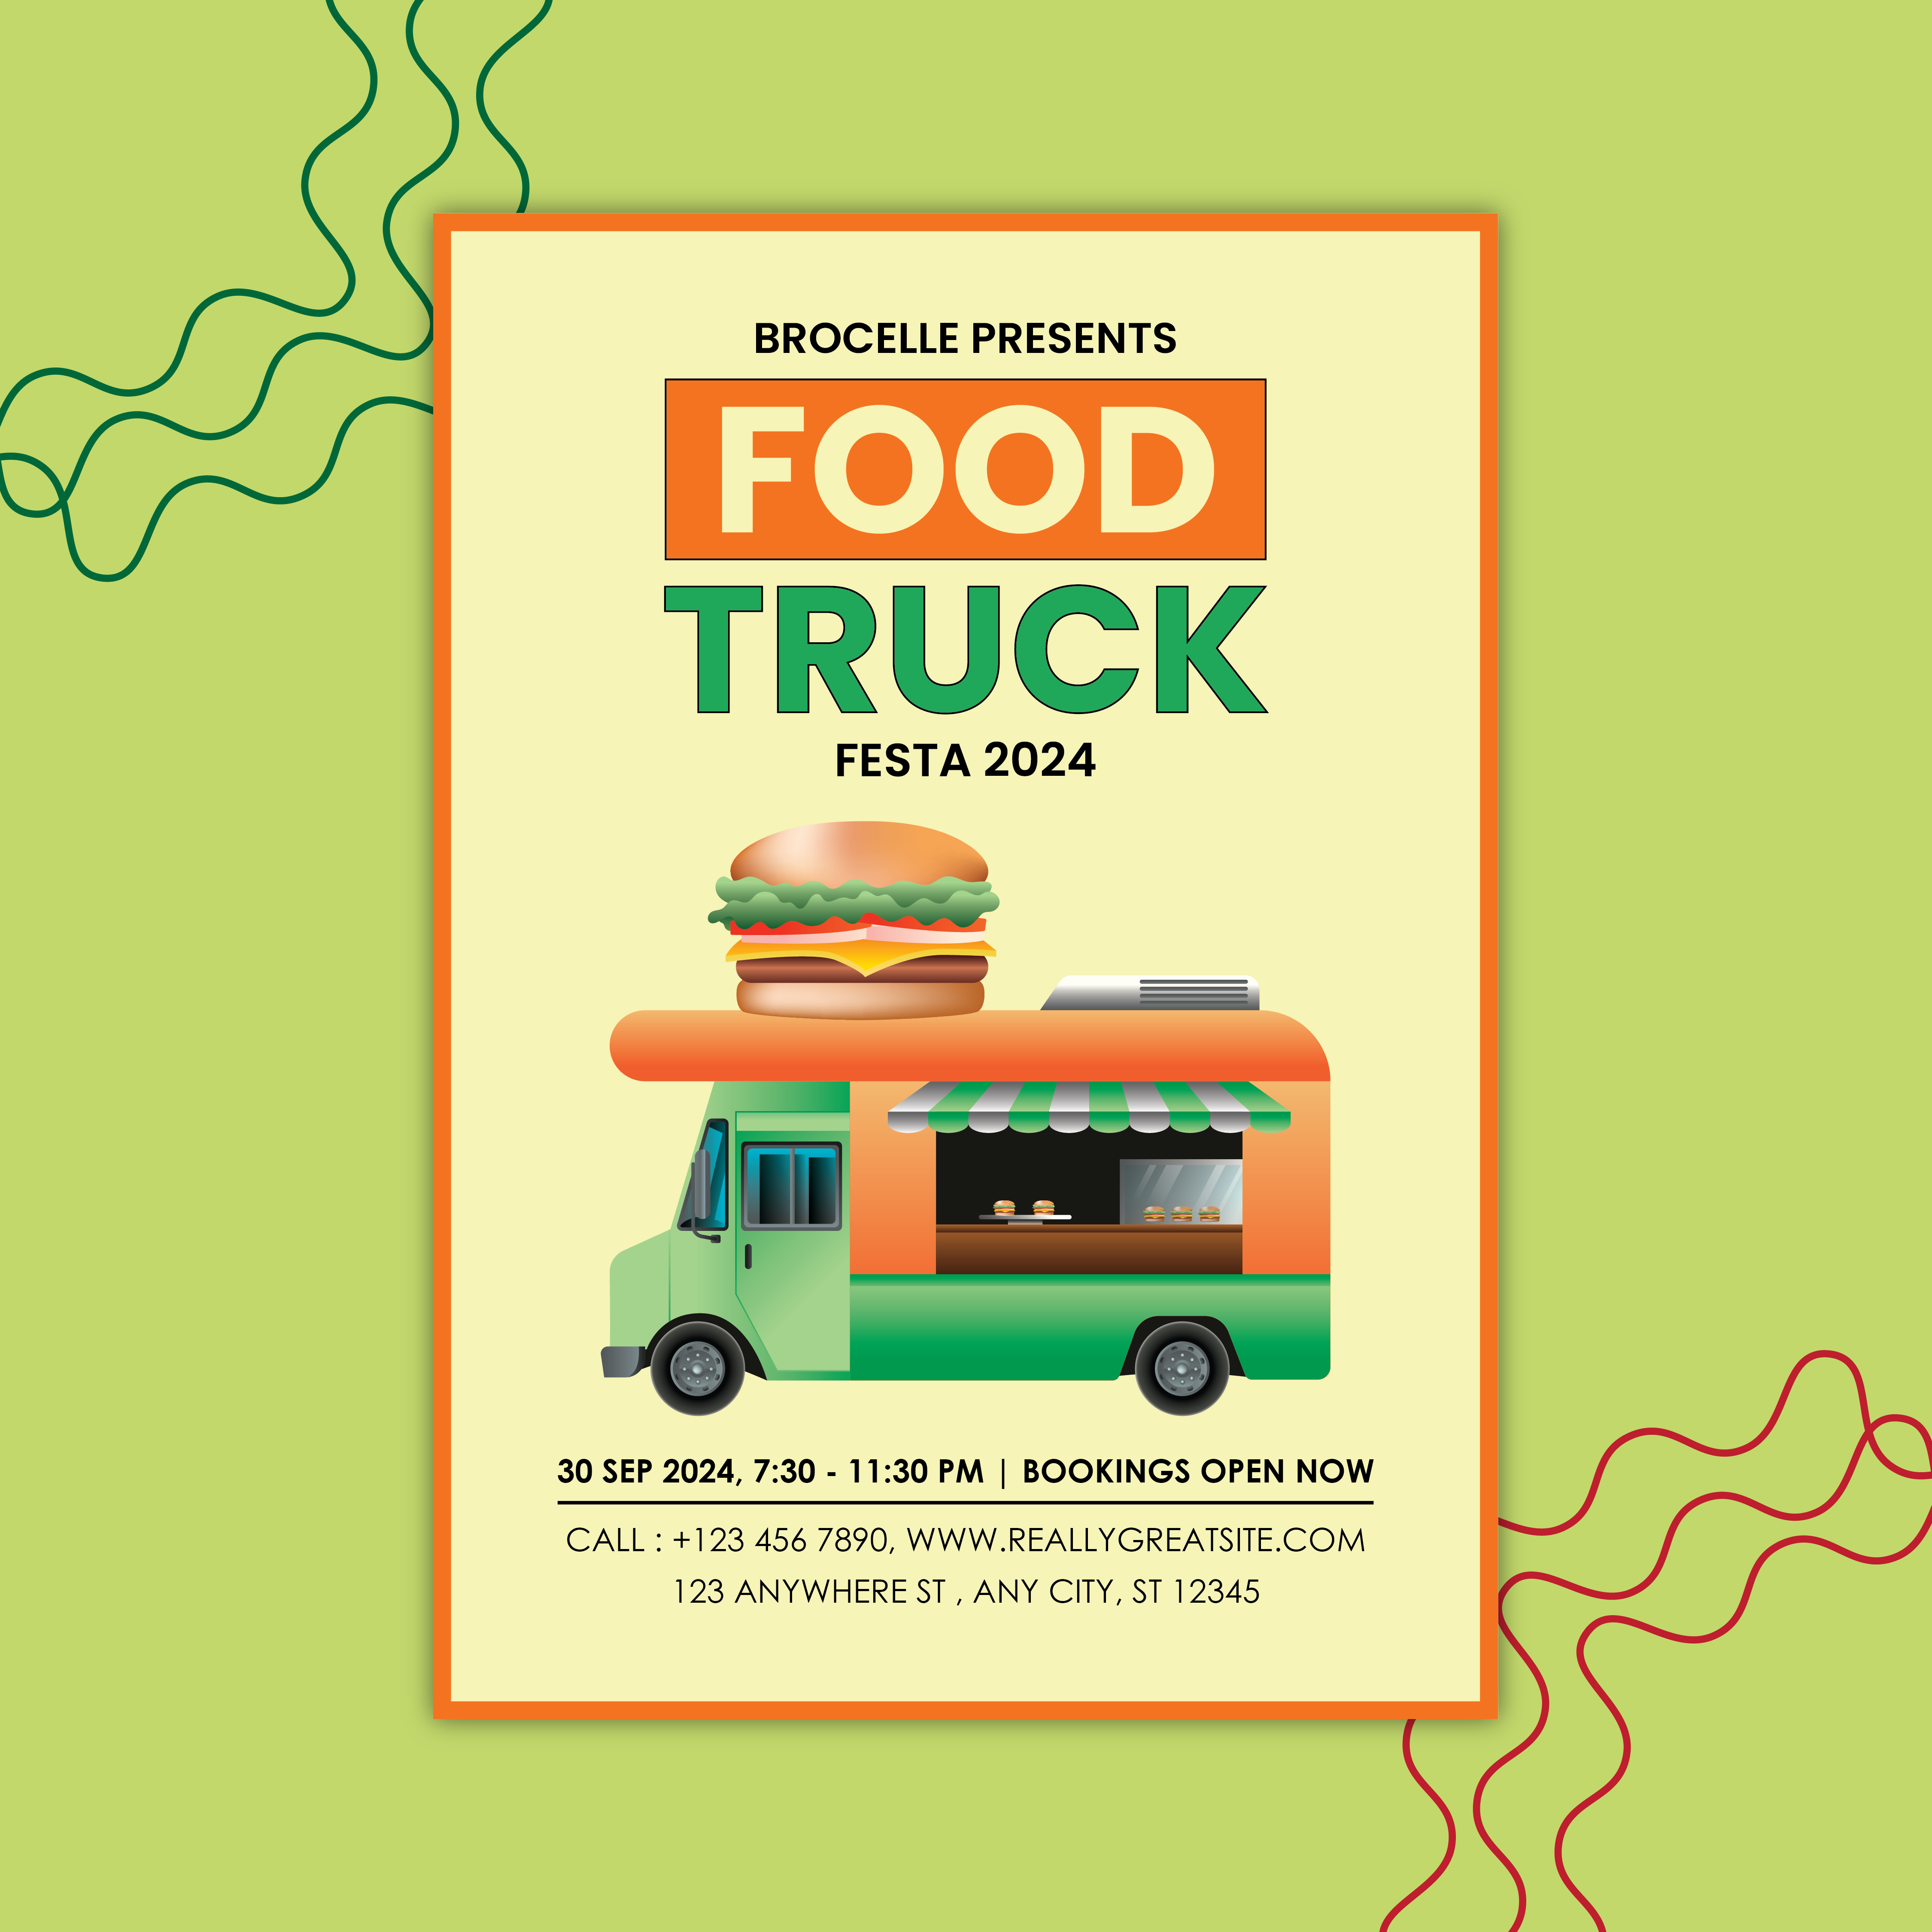 BROCELLE PRESENTS
FOOD
TRUCK
FESTA 2024
30 SEP 2024, 7:30 - 11:30 PM | BOOKINGS OPEN NOW
CALL : +123 456 7890, WWW.REALLYGREATSITE.COM
123 ANYWHERE ST , ANY CITY, ST 12345